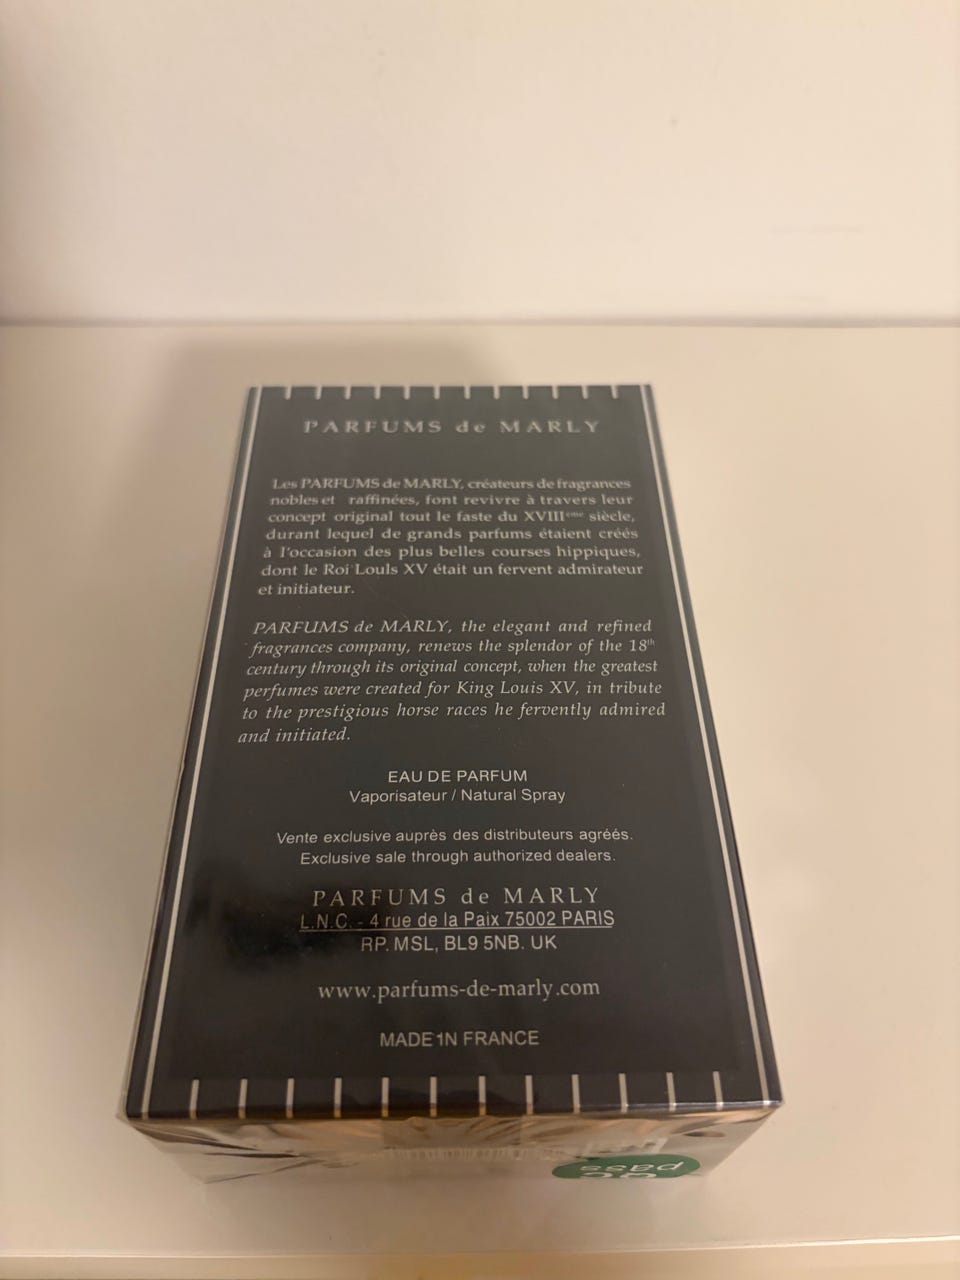 PARFUMS de MARLY
Les PARFUMS de MARLY, créateurs de fragrances
nobles et raffinées, font revivre à travers leur
concept original tout le faste du XVIIIeme siècle,
durant lequel de grands parfums étaient créés
à l'occasion des plus belles courses hippiques,
dont le Roi Louls XV était un fervent admirateur
et initiateur.
PARFUMS de MARLY, the elegant and refined
fragrances company, renews the splendor of the 18th
century through its original concept, when the greatest
perfumes were created for King Louis XV, in tribute
to the prestigious horse races he fervently admired
and initiated.
EAU DE PARFUM
Vaporisateur / Natural Spray
Vente exclusive auprès des distributeurs agréés.
Exclusive sale through authorized dealers.
PARFUMS de MARLY
L.N.C. - 4 rue de la Paix 75002 PARIS
RP. MSL, BL9 5NB. UK
www.parfums-de-marly.com
MADE 1N FRANCE
QC
pass